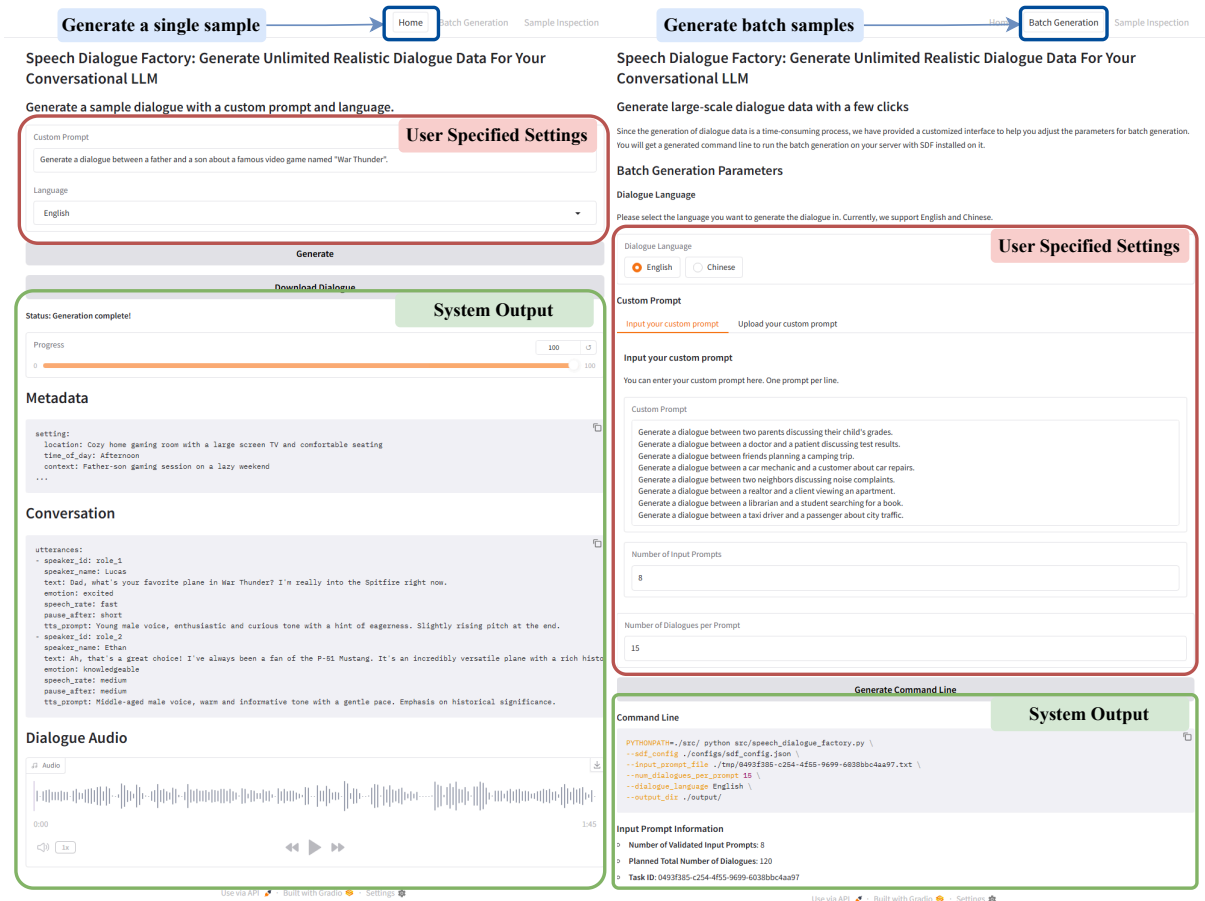 Generate a single sample
Home
Batch Generation
Sample Inspection
Speech Dialogue Factory: Generate Unlimited Realistic Dialogue Data For Your
Conversational LLM
Generate a sample dialogue with a custom prompt and language.
User Specified Settings
Custom Prompt
Generate a dialogue between a father and a son about a famous video game named "War Thunder".
Language
English
Generate
Download Dialogue
System Output
Status: Generation complete!
Progress
100
0
100
Metadata
setting:
location: Cozy home gaming room with a large screen TV and comfortable seating
time_of_day: Afternoon
context: Father-son gaming session on a lazy weekend
...
Conversation
utterances:
- speaker_id: role_1
speaker_name: Lucas
text: Dad, what's your favorite plane in War Thunder? I'm really into the Spitfire right now.
emotion: excited
speech_rate: fast
pause_after: short
tts_prompt: Young male voice, enthusiastic and curious tone with a hint of eagerness. Slightly rising pitch at the end.
- speaker_id: role_2
speaker_name: Ethan
text: Ah, that's a great choice! I've always been a fan of the P-51 Mustang. It's an incredibly versatile plane with a rich histo
emotion: knowledgeable
speech_rate: medium
pause_after: medium
tts_prompt: Middle-aged male voice, warm and informative tone with a gentle pace. Emphasis on historical significance.
Dialogue Audio
Audio
0:00
1:45
1x
Use via API · Built with Gradio · Settings
Generate batch samples
Home
Batch Generation
Sample Inspection
Speech Dialogue Factory: Generate Unlimited Realistic Dialogue Data For Your
Conversational LLM
Generate large-scale dialogue data with a few clicks
Since the generation of dialogue data is a time-consuming process, we have provided a customized interface to help you adjust the parameters for batch generation.
You will get a generated command line to run the batch generation on your server with SDF installed on it.
Batch Generation Parameters
Dialogue Language
Please select the language you want to generate the dialogue in. Currently, we support English and Chinese.
User Specified Settings
Dialogue Language
English
Chinese
Custom Prompt
Input your custom prompt
Upload your custom prompt
Input your custom prompt
You can enter your custom prompt here. One prompt per line.
Custom Prompt
Generate a dialogue between two parents discussing their child's grades.
Generate a dialogue between a doctor and a patient discussing test results.
Generate a dialogue between friends planning a camping trip.
Generate a dialogue between a car mechanic and a customer about car repairs.
Generate a dialogue between two neighbors discussing noise complaints.
Generate a dialogue between a realtor and a client viewing an apartment.
Generate a dialogue between a librarian and a student searching for a book.
Generate a dialogue between a taxi driver and a passenger about city traffic.
Number of Input Prompts
8
Number of Dialogues per Prompt
15
Generate Command Line
System Output
Command Line
PYTHONPATH=./src/ python src/speech_dialogue_factory.py \
--sdf_config ./configs/sdf_config.json \
--input_prompt_file ./tmp/0493f385-c254-4f55-9699-6038bbc4aa97.txt \
--num_dialogues_per_prompt 15 \
--dialogue_language English \
--output_dir ./output/
Input Prompt Information
Number of Validated Input Prompts: 8
Planned Total Number of Dialogues: 120
Task ID: 0493f385-c254-4f55-9699-6038bbc4aa97
Use via API · Built with Gradio · Settings